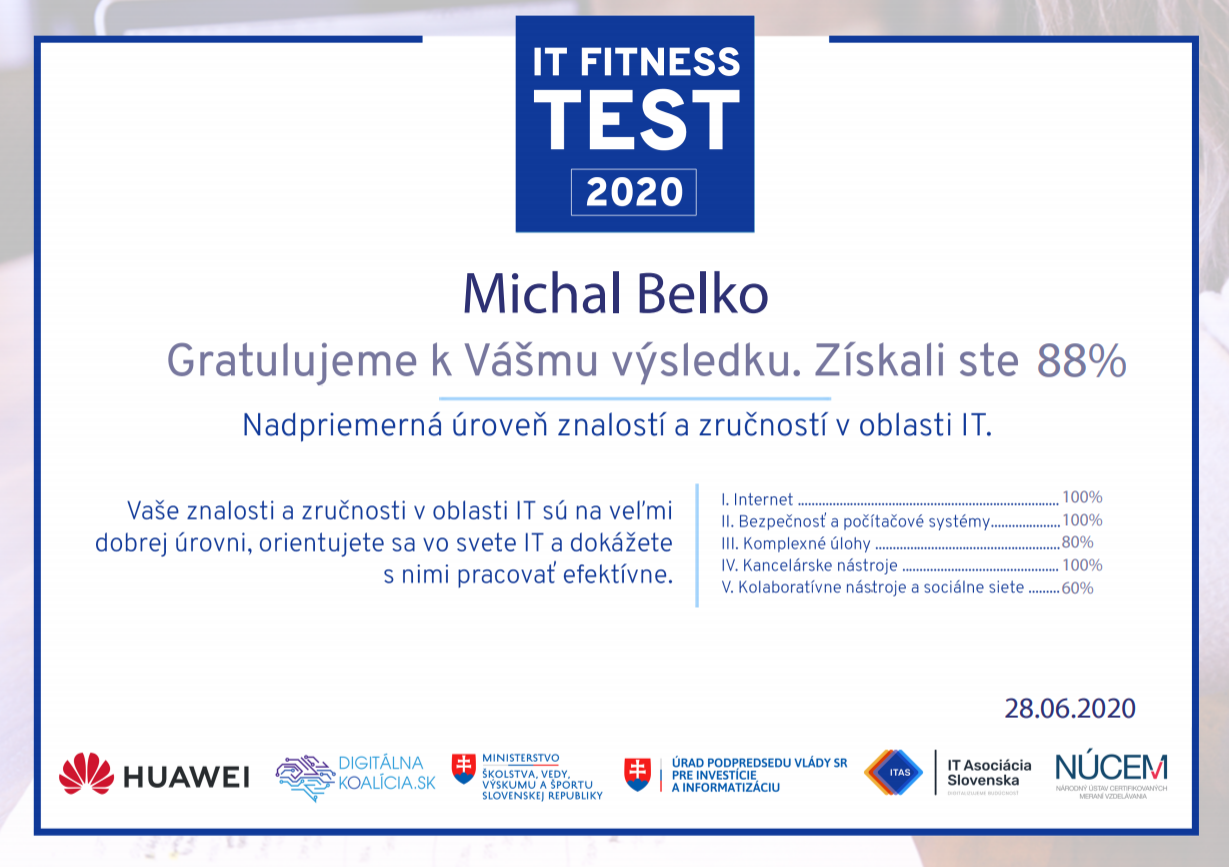 IT FITNESS
TEST
2020
Michal Belko
Gratulujeme k Vášmu výsledku. Získali ste 88%
Nadpriemerná úroveň znalostí a zručností v oblasti IT.
Vaše znalosti a zručnosti v oblasti IT sú na veľmi
dobrej úrovni, orientujete sa vo svete IT a dokážete
s nimi pracovať efektívne.
I. Internet ............................................................... 100%
II. Bezpečnosť a počítačové systémy................. 100%
III. Komplexné úlohy ............................................. 80%
IV. Kancelárske nástroje ...................................... 100%
V. Kolaboratívne nástroje a sociálne siete ......... 60%
28.06.2020
HUAWEI
DIGITÁLNA
KOALÍCIA.SK
MINISTERSTVO
ŠKOLSTVA, VEDY,
VÝSKUMU A ŠPORTU
SLOVENSKEJ REPUBLIKY
ÚRAD PODPREDSEDU VLÁDY SR
PRE INVESTÍCIE
A INFORMATIZÁCIU
ITAS
IT Asociácia
Slovenska
DIGITALIZUJEME BUDÚCNOSŤ
NÚCEM
NÁRODNÝ ÚSTAV CERTIFIKOVANÝCH
MERANÍ VZDELÁVANIA